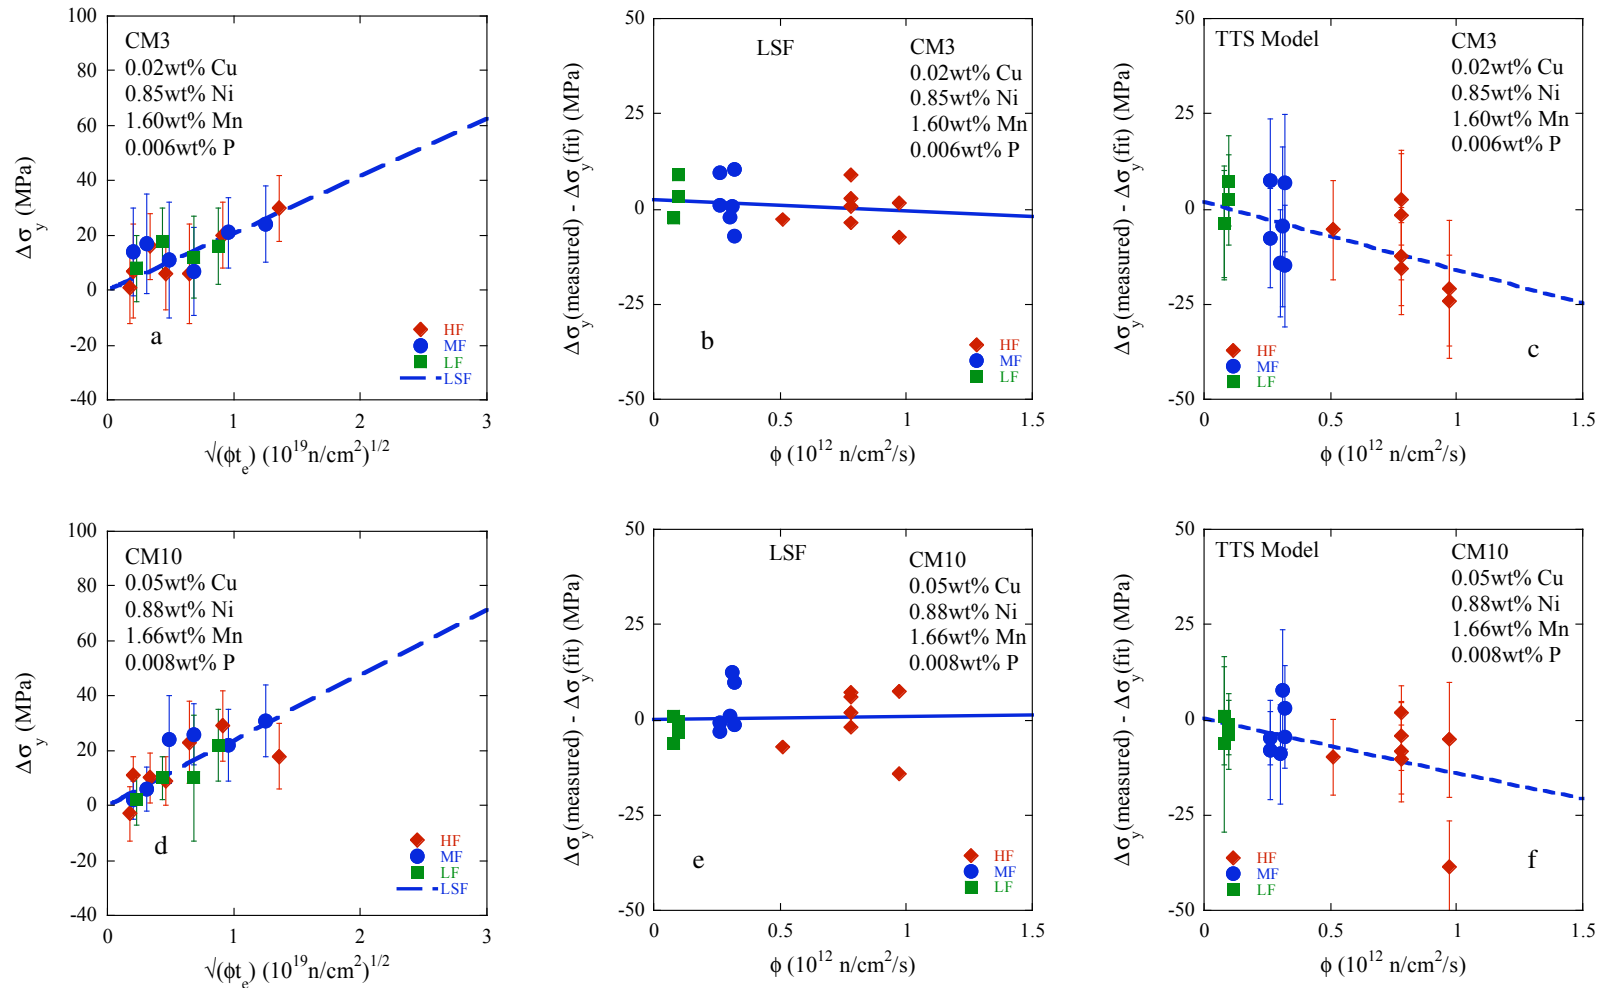 100
80
60
40
20
0
-20
-40
0
1
2
3
Δσy (MPa)
√(ϕte) (10^19n/cm^2)^1/2
CM3
0.02wt% Cu
0.85wt% Ni
1.60wt% Mn
0.006wt% P
a
HF
MF
LF
LSF
50
25
0
-25
-50
0
0.5
1
1.5
Δσy(measured) - Δσy(fit) (MPa)
ϕ (10^12 n/cm^2/s)
LSF
CM3
0.02wt% Cu
0.85wt% Ni
1.60wt% Mn
0.006wt% P
b
HF
MF
LF
50
25
0
-25
-50
0
0.5
1
1.5
Δσy(measured) - Δσy(fit) (MPa)
ϕ (10^12 n/cm^2/s)
TTS Model
CM3
0.02wt% Cu
0.85wt% Ni
1.60wt% Mn
0.006wt% P
c
HF
MF
LF
100
80
60
40
20
0
-20
-40
0
1
2
3
Δσy (MPa)
√(ϕte) (10^19n/cm^2)^1/2
CM10
0.05wt% Cu
0.88wt% Ni
1.66wt% Mn
0.008wt% P
d
HF
MF
LF
LSF
50
25
0
-25
-50
0
0.5
1
1.5
Δσy(measured) - Δσy(fit) (MPa)
ϕ (10^12 n/cm^2/s)
LSF
CM10
0.05wt% Cu
0.88wt% Ni
1.66wt% Mn
0.008wt% P
e
HF
MF
LF
50
25
0
-25
-50
0
0.5
1
1.5
Δσy(measured) - Δσy(fit) (MPa)
ϕ (10^12 n/cm^2/s)
TTS Model
CM10
0.05wt% Cu
0.88wt% Ni
1.66wt% Mn
0.008wt% P
f
HF
MF
LF